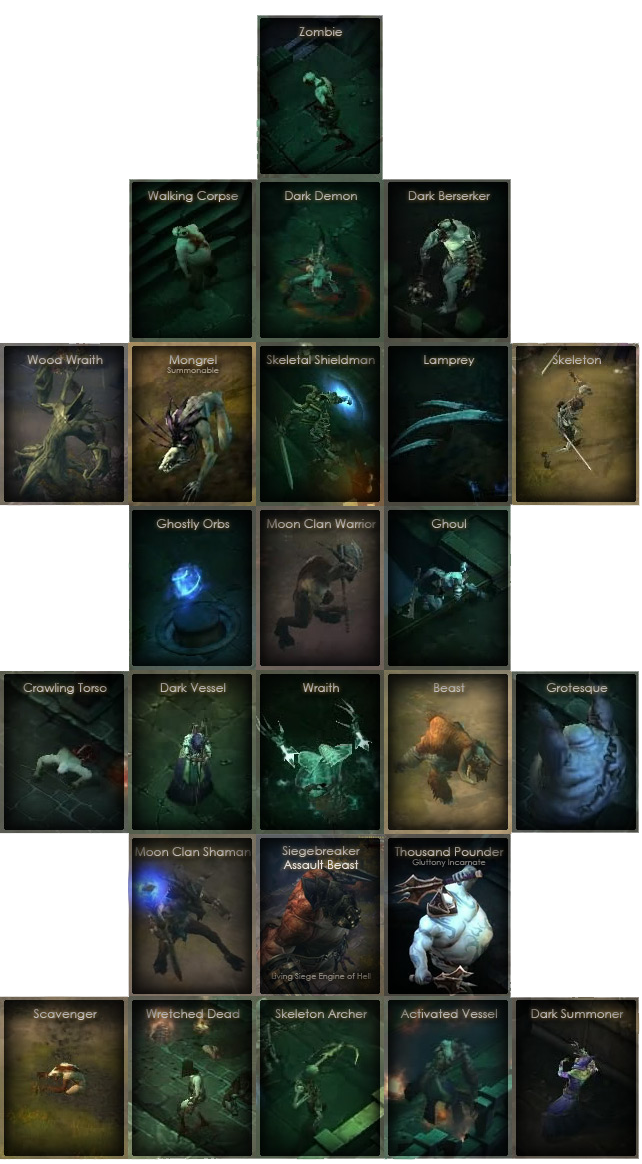 Zombie
Walking Corpse
Dark Demon
Dark Berserker
Wood Wraith
Mongrel
Summonable
Skeletal Shieldman
Lamprey
Skeleton
Ghostly Orbs
Moon Clan Warrior
Ghoul
Crawling Torso
Dark Vessel
Wraith
Beast
Grotesque
Moon Clan Shaman
Siegebreaker
Assault Beast
Living Siege Engine of Hell
Thousand Pounder
Gluttony Incarnate
Scavenger
Wretched Dead
Skeleton Archer
Activated Vessel
Dark Summoner